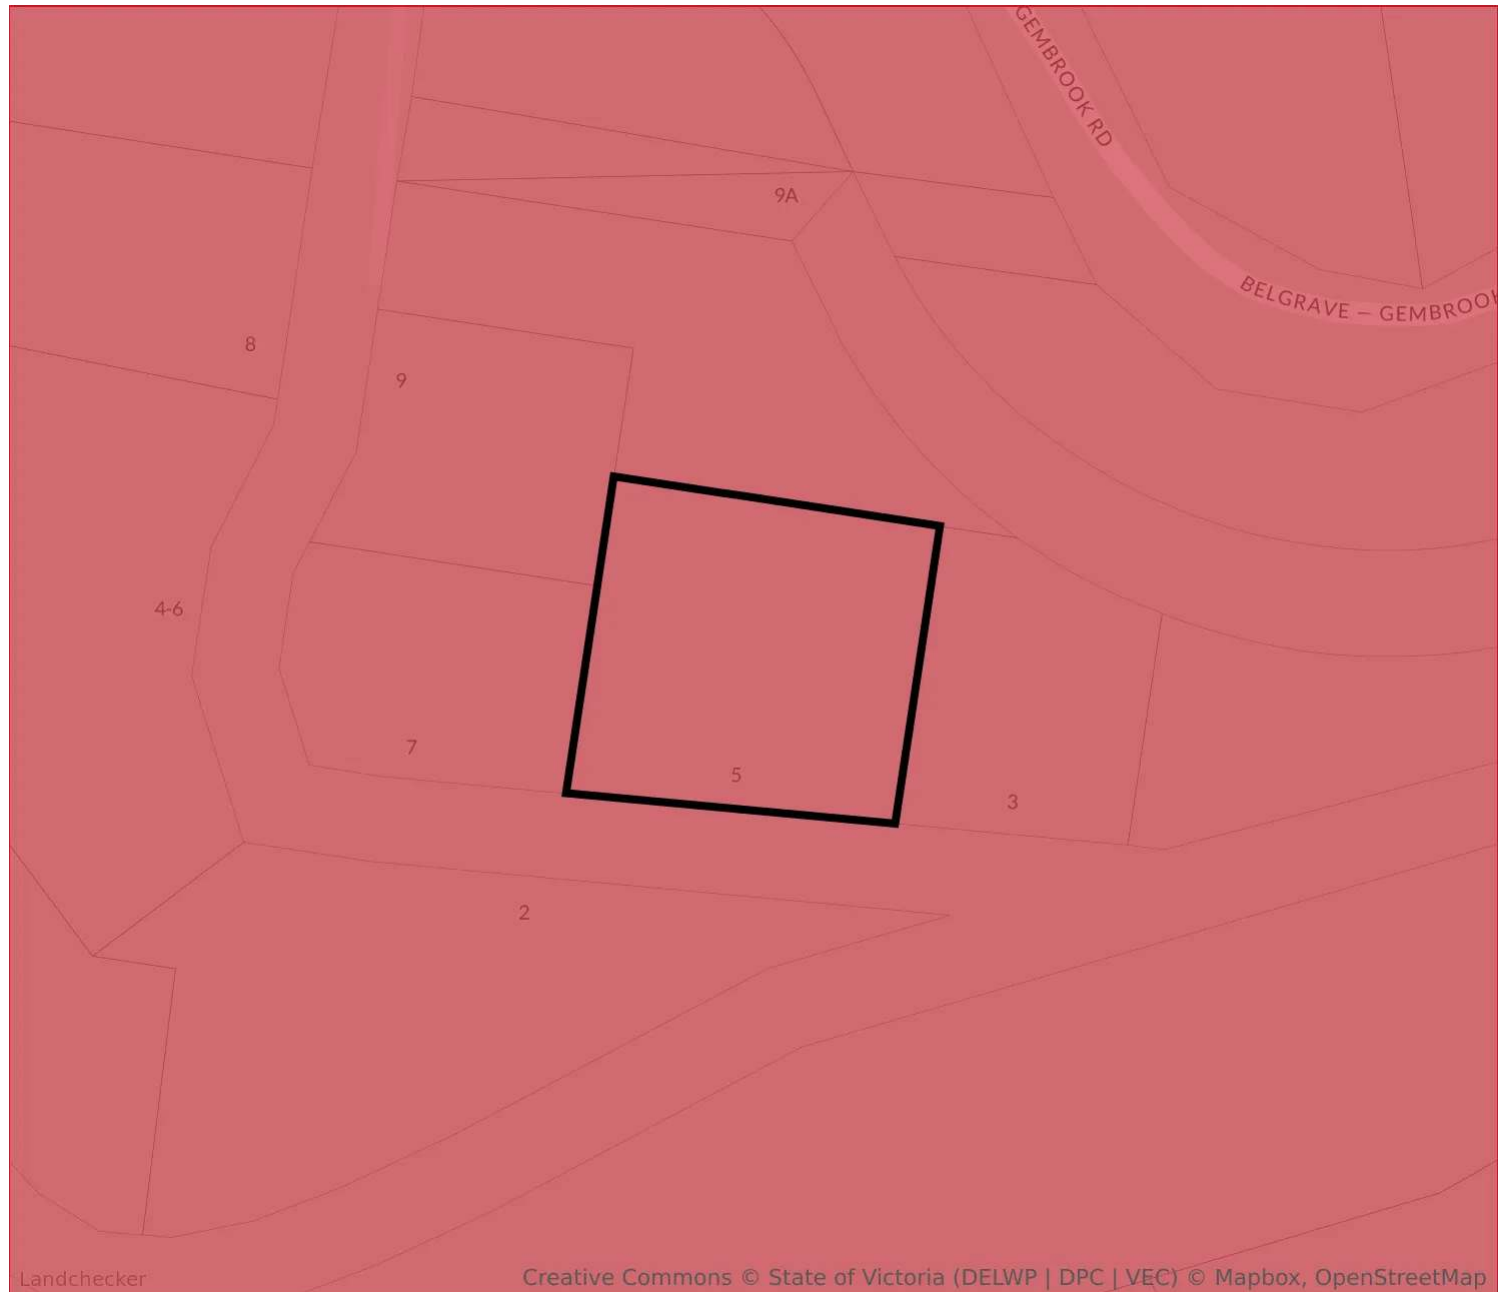 GEMBROOK RD
9A
BELGRAVE – GEMBROOK
8
9
4-6
7
5
3
2
Landchecker
Creative Commons © State of Victoria (DELWP | DPC | VEC) © Mapbox, OpenStreetMap